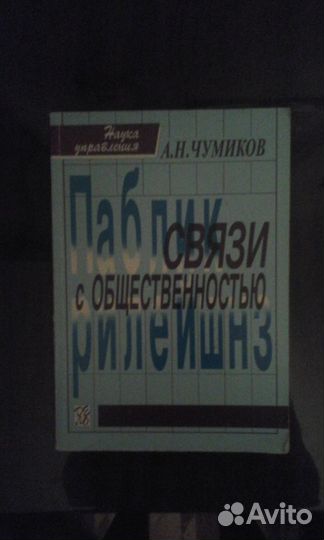 Наука
управления
А.Н.ЧУМИКОВ
Паблик
СВЯЗИ
с ОБЩЕСТВЕННОСТЬЮ
рилейшнз
Avito